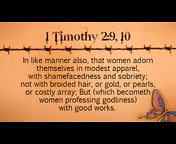 1 Timothy 2:9, 10
In like manner also, that women adorn
themselves in modest apparel,
with shamefacedness and sobriety;
not with broided hair, or gold, or pearls,
or costly array; But (which becometh
women professing godliness)
with good works.